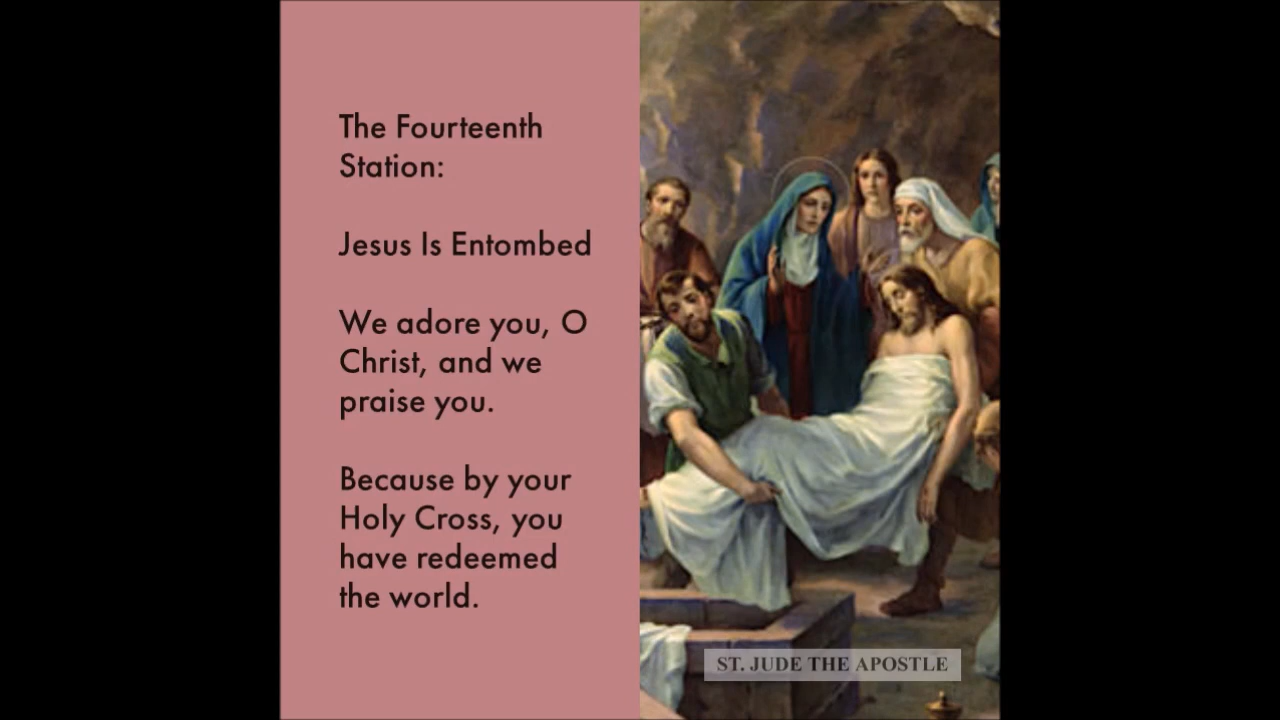 The Fourteenth
Station:
Jesus Is Entombed
We adore you, O
Christ, and we
praise you.
Because by your
Holy Cross, you
have redeemed
the world.
ST. JUDE THE APOSTLE